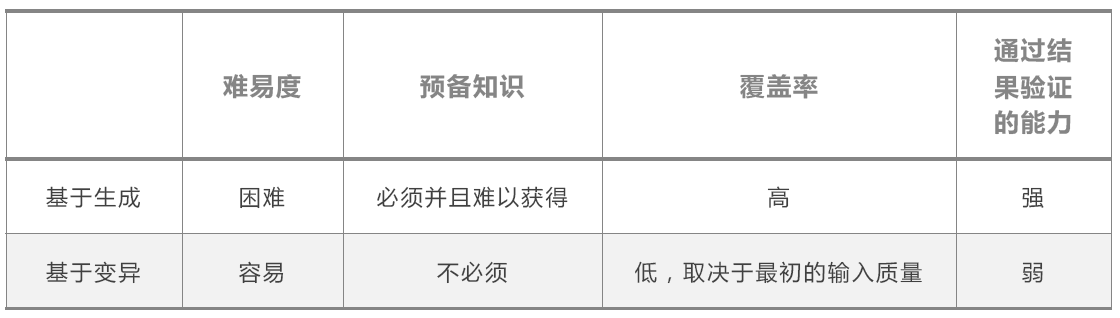 难易度 预备知识 覆盖率 通过结
果验证
的能力
基于生成 困难 必须并且难以获得 高 强
基于变异 容易 不必须 低，取决于最初的输入质量 弱